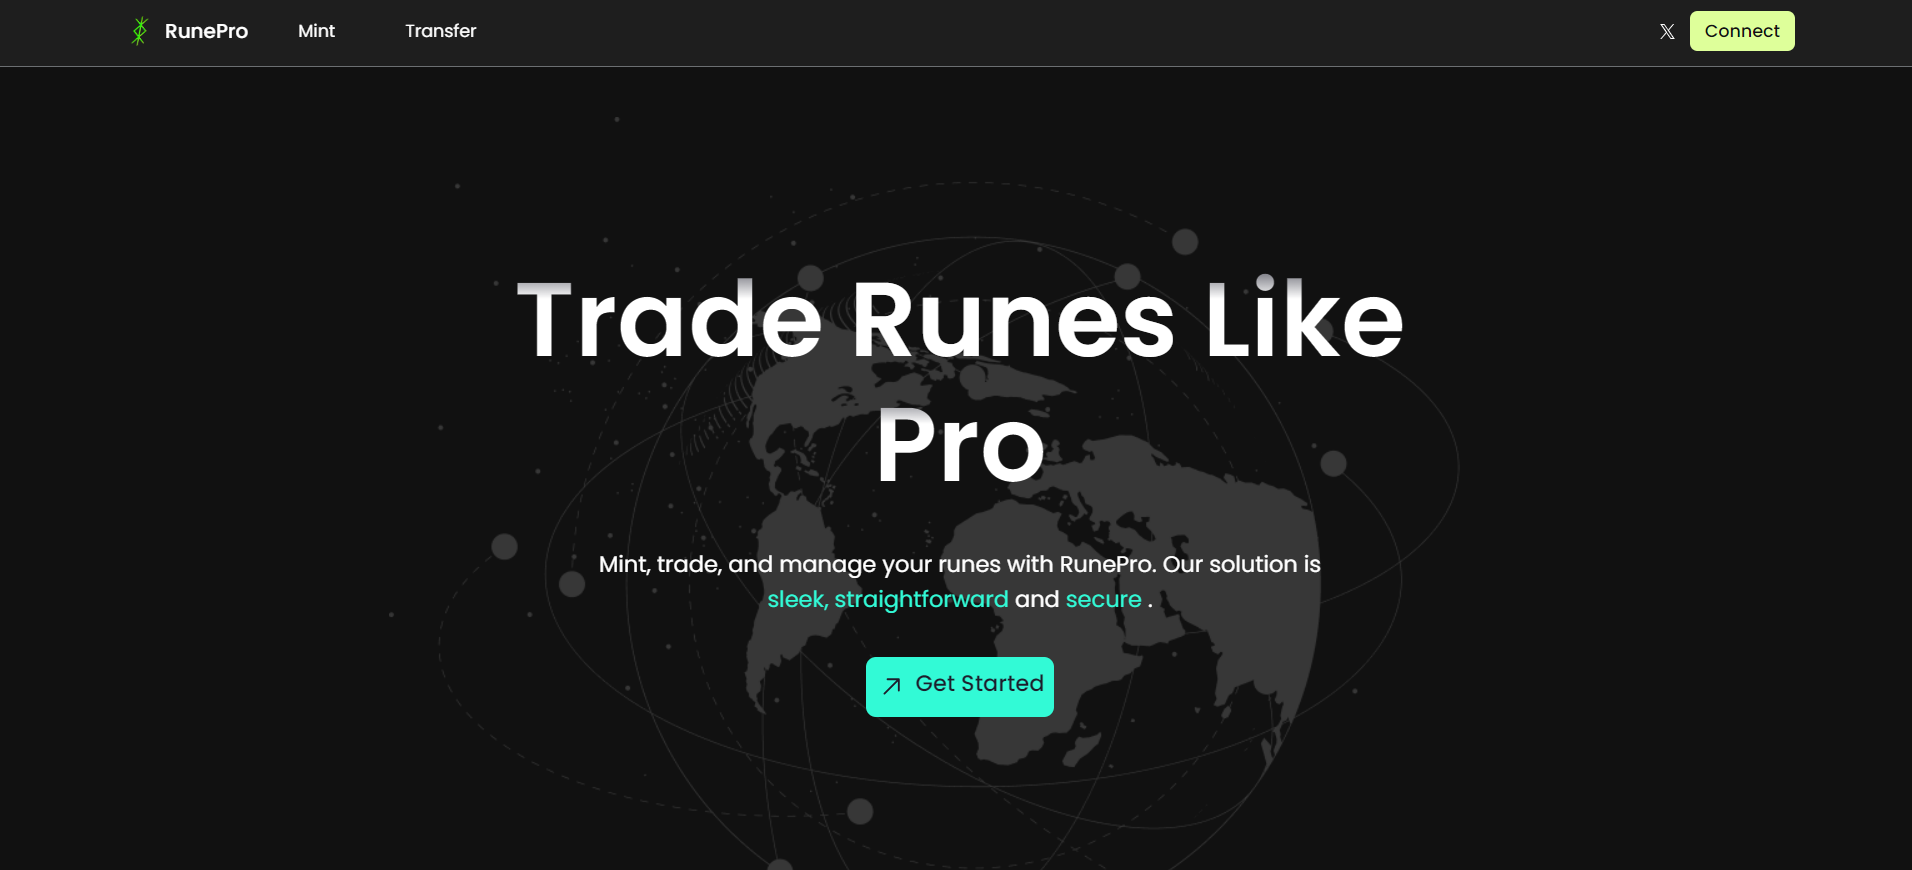 RunePro
Mint
Transfer
Connect
Trade Runes Like
Pro
Mint, trade, and manage your runes with RunePro. Our solution is
sleek, straightforward and secure .
Get Started